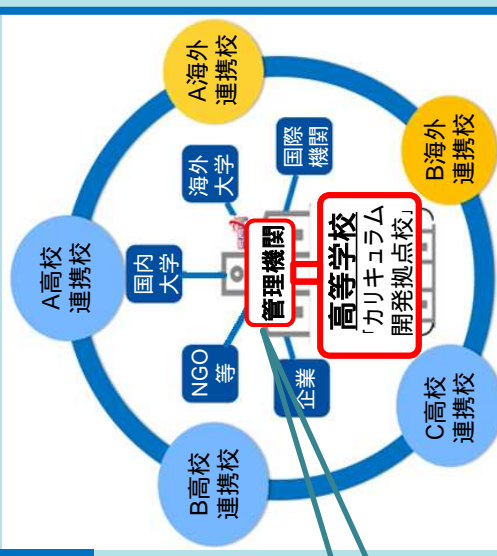 A高校
連携校
A海外
連携校
B高校
連携校
国内
大学
海外
大学
NGO
等
国際
機関
管理機関
企業
高等学校
「カリキュラム
開発拠点校」
B海外
連携校
C高校
連携校